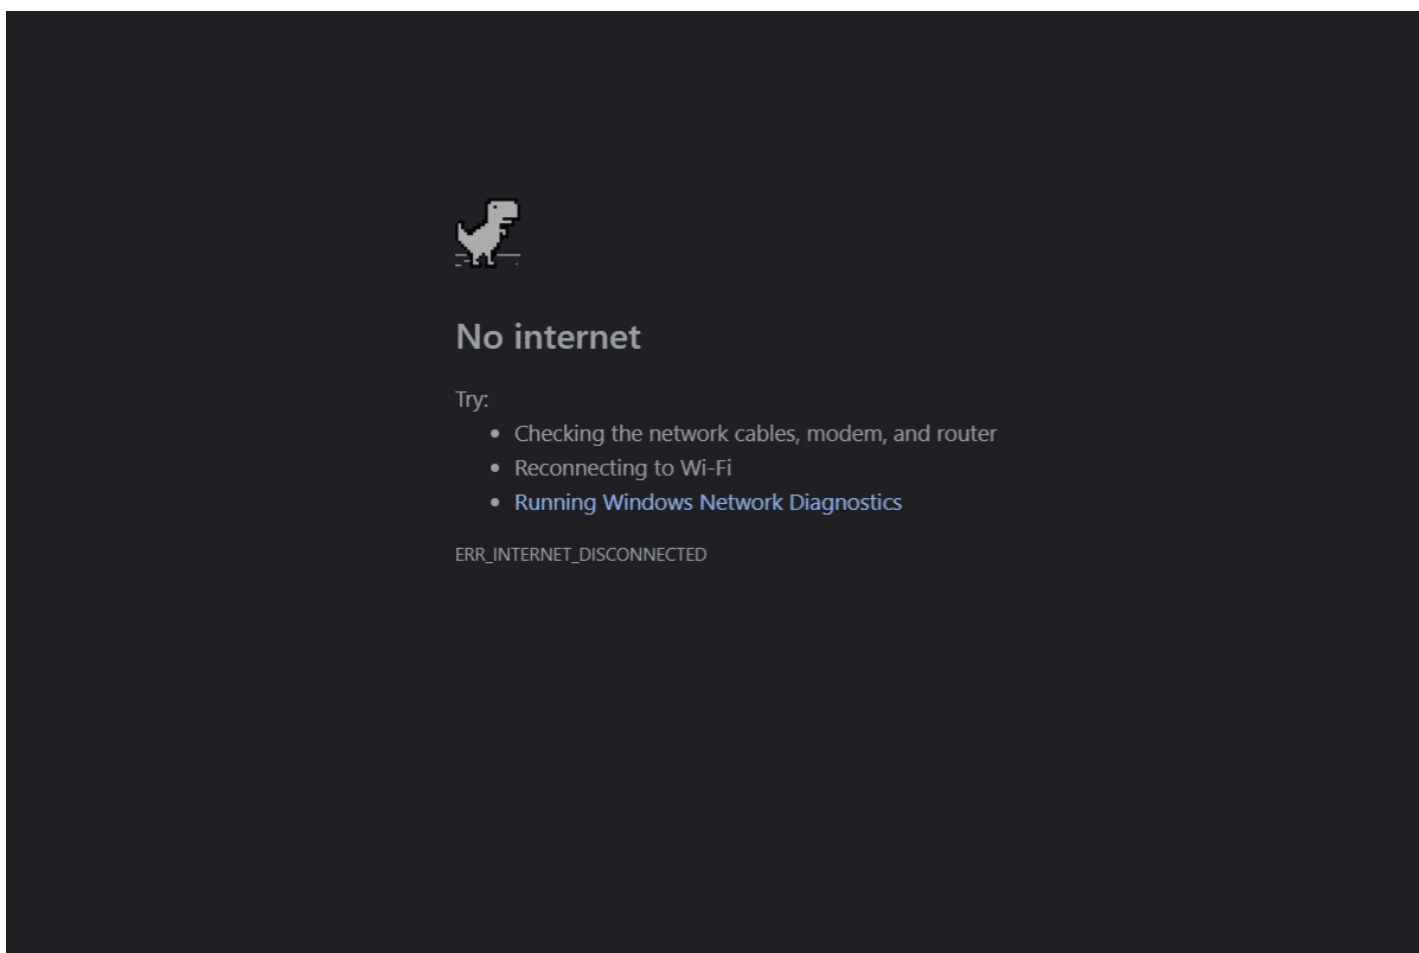 No internet
Try:
• Checking the network cables, modem, and router
• Reconnecting to Wi-Fi
• Running Windows Network Diagnostics
ERR_INTERNET_DISCONNECTED